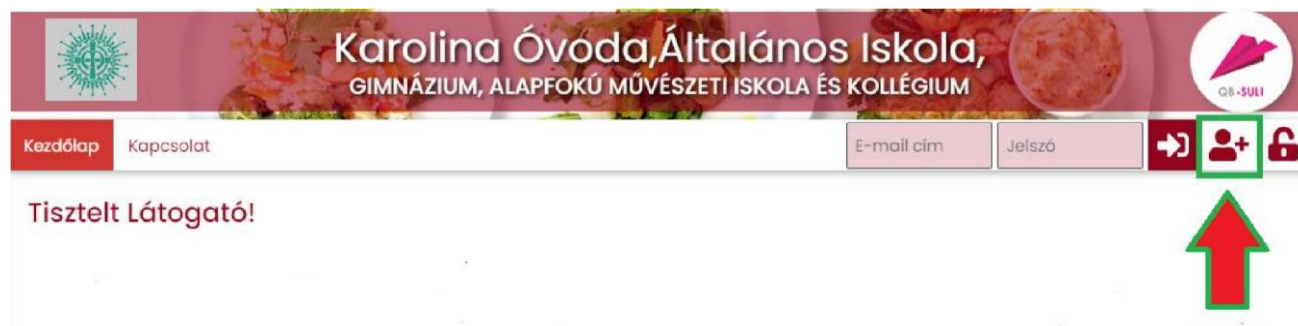 Karolina Óvoda,Általános Iskola,
GIMNÁZIUM, ALAPFOKÚ MŰVÉSZETI ISKOLA ÉS KOLLÉGIUM
QB-SULI
Kezdőlap Kapcsolat E-mail cím Jelszó
Tisztelt Látogató!